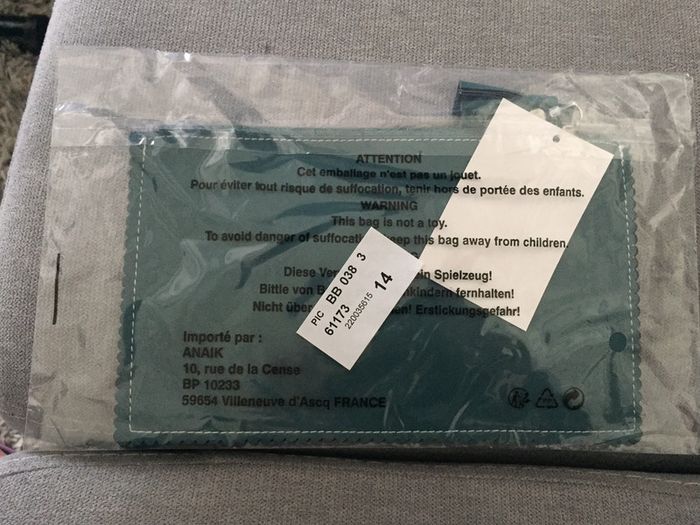 ATTENTION
Cet emballage n'est pas un jouet.
Pour éviter tout risque de suffocation, tenir hors de portée des enfants.
WARNING
This bag is not a toy.
To avoid danger of suffocati keep this bag away from children.
Diese Ver in Spielzeug!
Bitte von B nkindern fernhalten!
Nicht über en! Erstickungsgefahr!
PIC BB 038 3
61173 14
220035615
Importé par :
ANAIK
10, rue de la Cense
BP 10233
59654 Villeneuve d'Ascq FRANCE